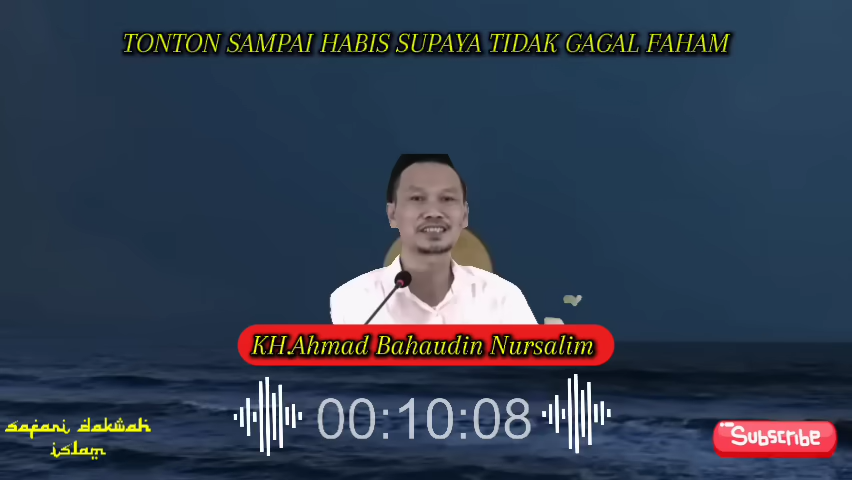 TONTON SAMPAI HABIS SUPAYA TIDAK GAGAL FAHAM
KH.Ahmad Bahaudin Nursalim
00:10:08
safari dakwah
islam
Subscribe